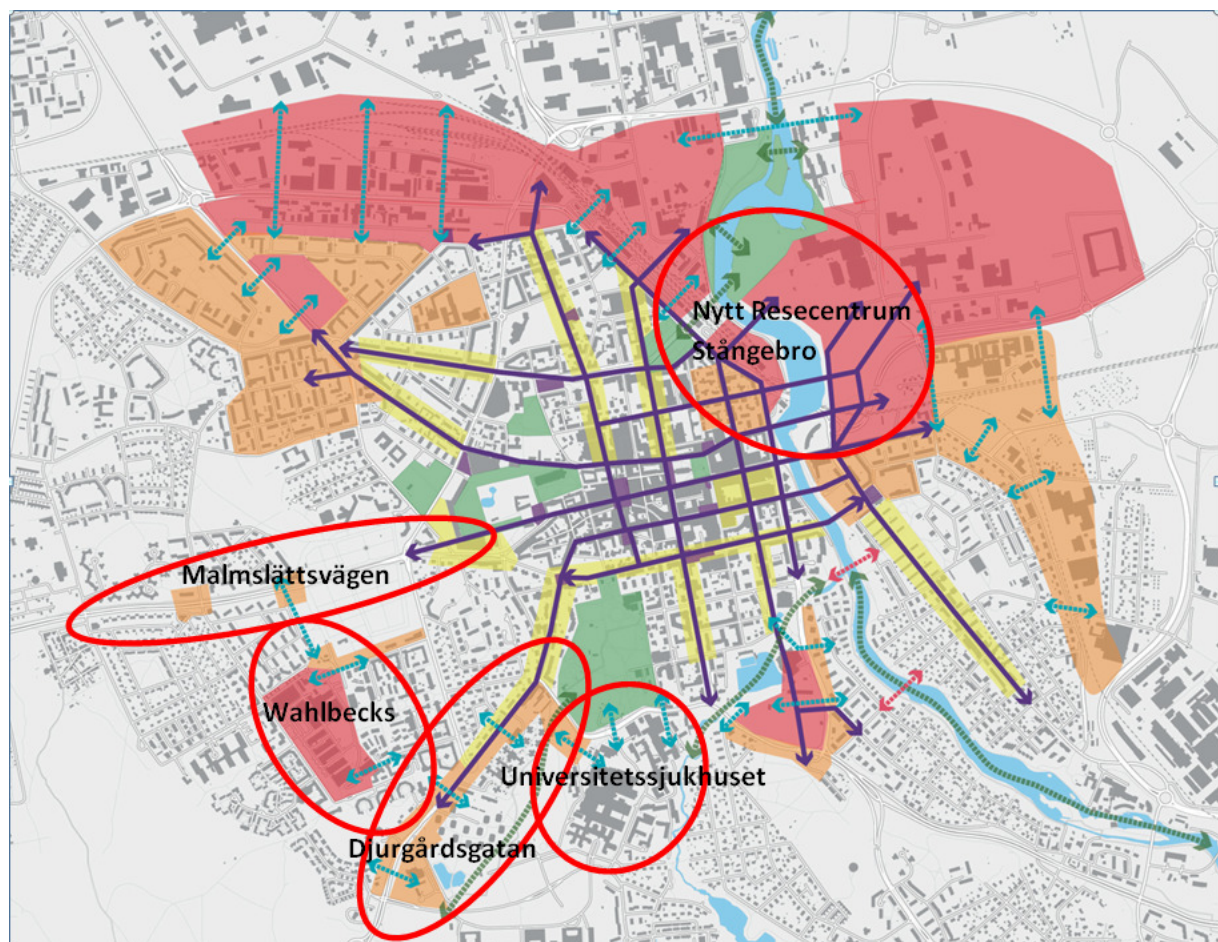 Nytt Resecentrum
Stångebro
Malmslättsvägen
Wahlbecks
Universitetssjukhuset
Djurgårdsgatan